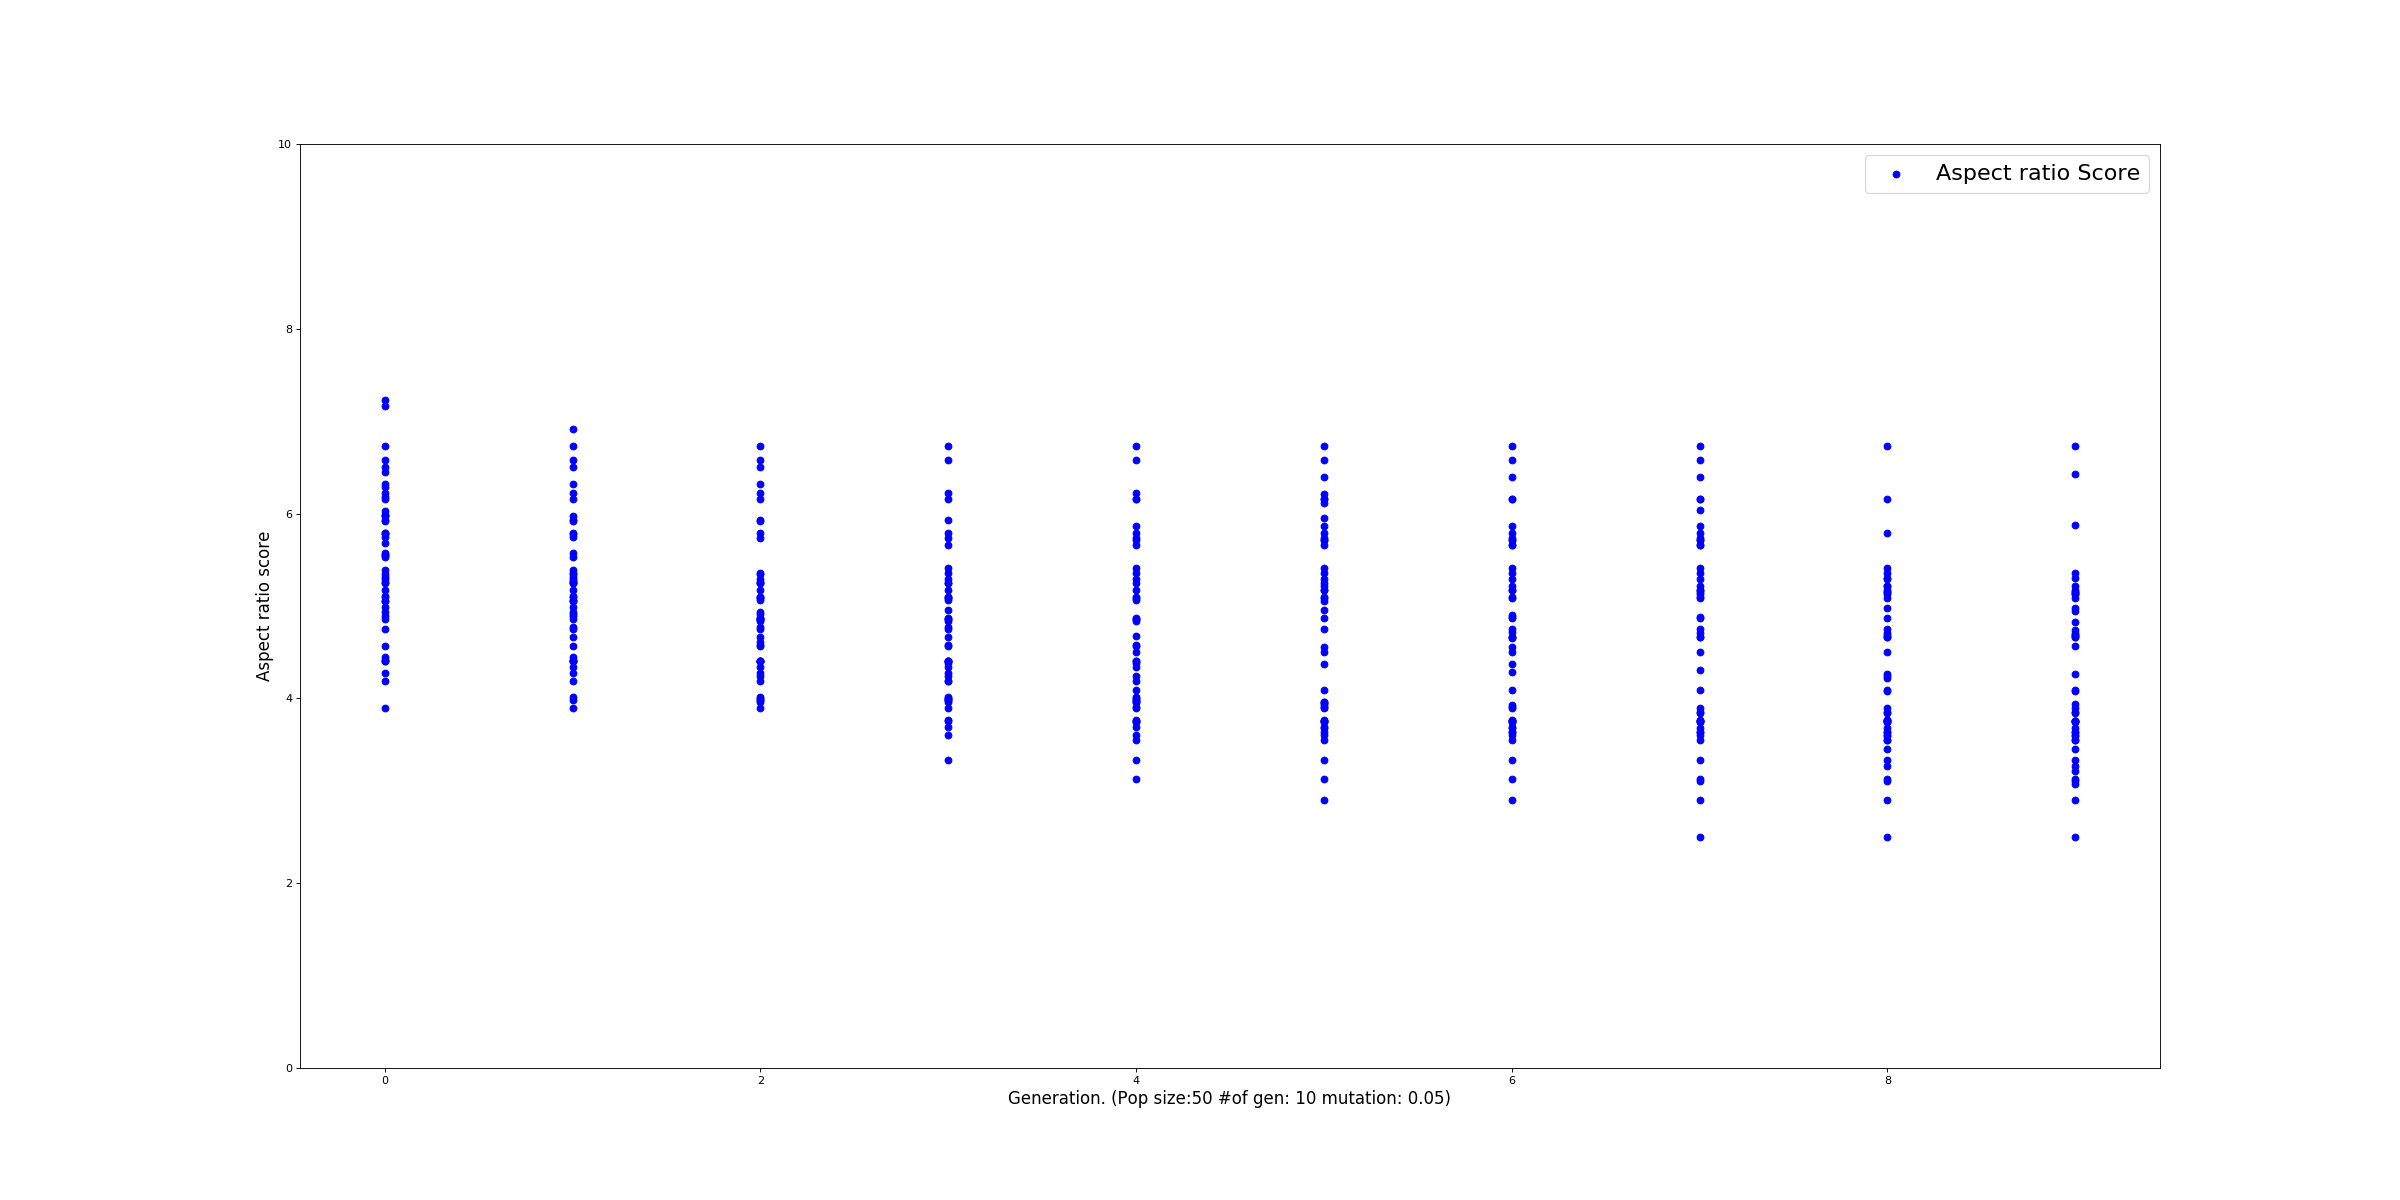 10
Aspect ratio Score
8
6
Aspect ratio score
4
2
0
0 2 4 6 8
Generation. (Pop size:50 #of gen: 10 mutation: 0.05)